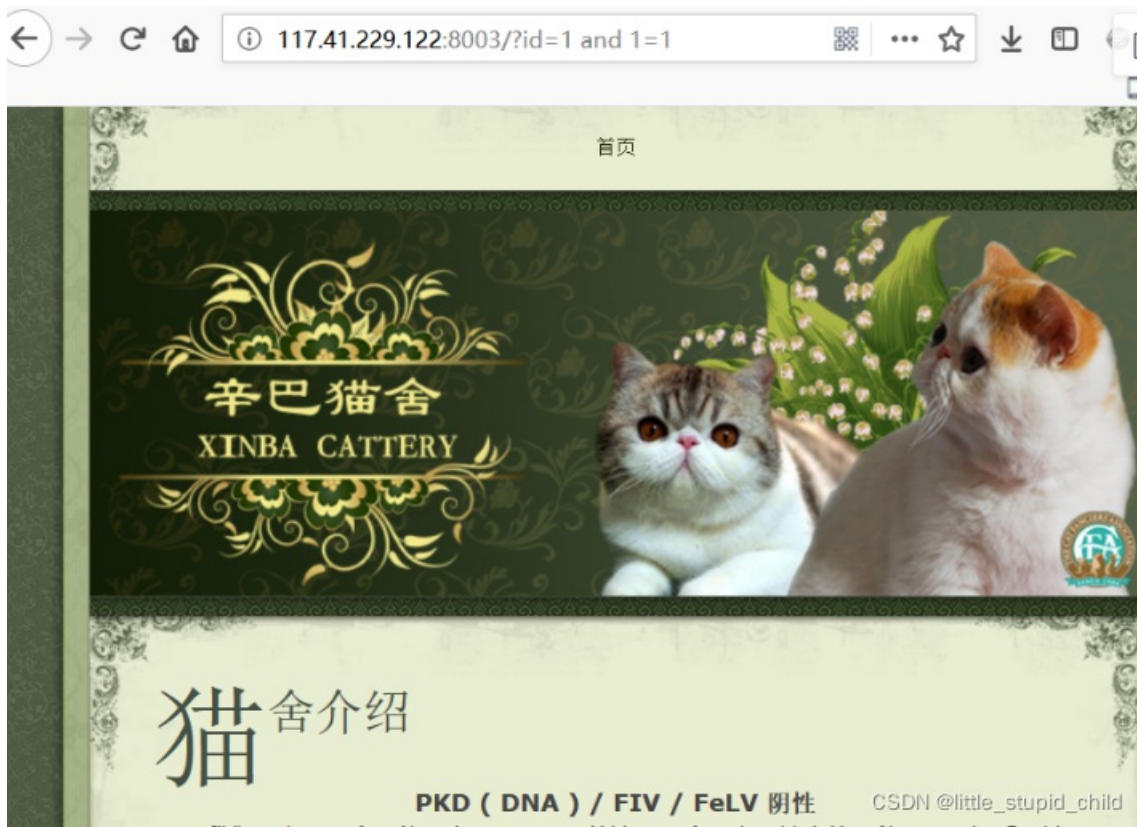 117.41.229.122:8003/?id=1 and 1=1
首页
辛巴猫舍
XINBA CATTERY
CFA
猫舍介绍
PKD ( DNA ) / FIV / FeLV 阴性
CSDN @little_stupid_child